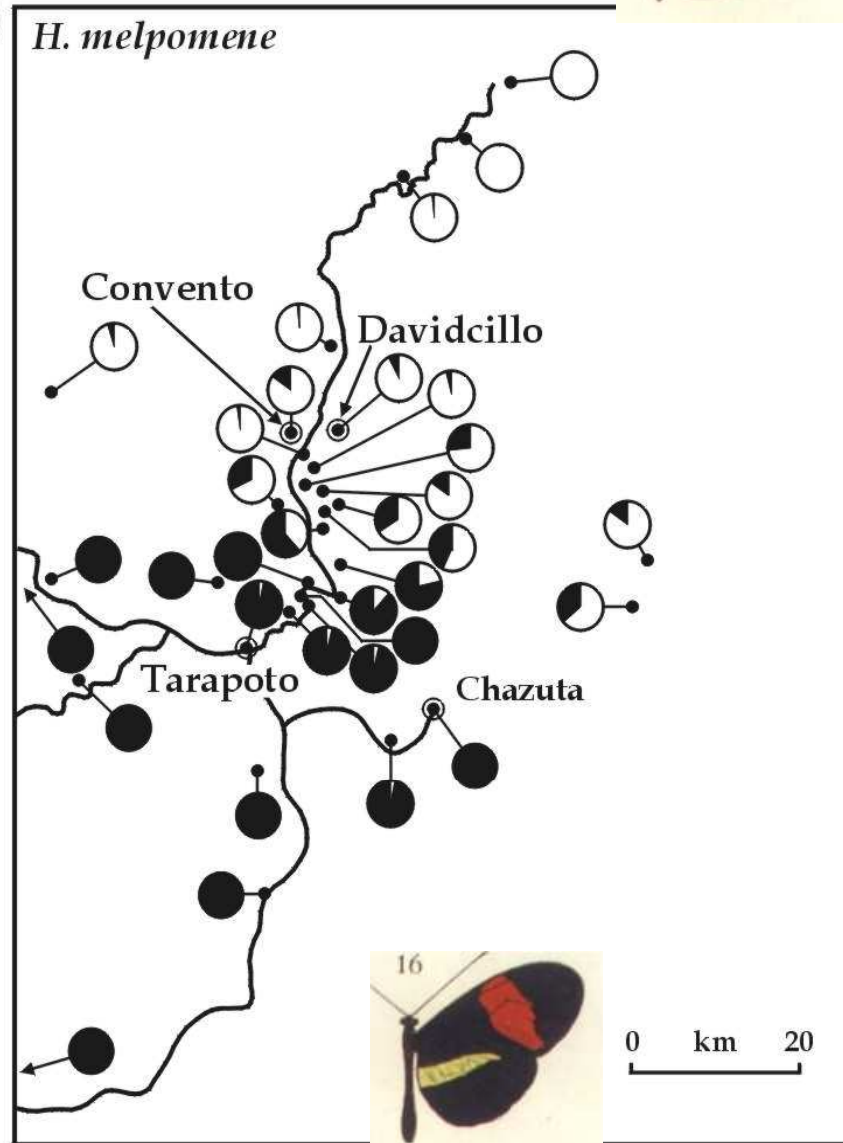 H. melpomene
Convento
Davidcillo
Tarapoto
Chazuta
16
0 km 20